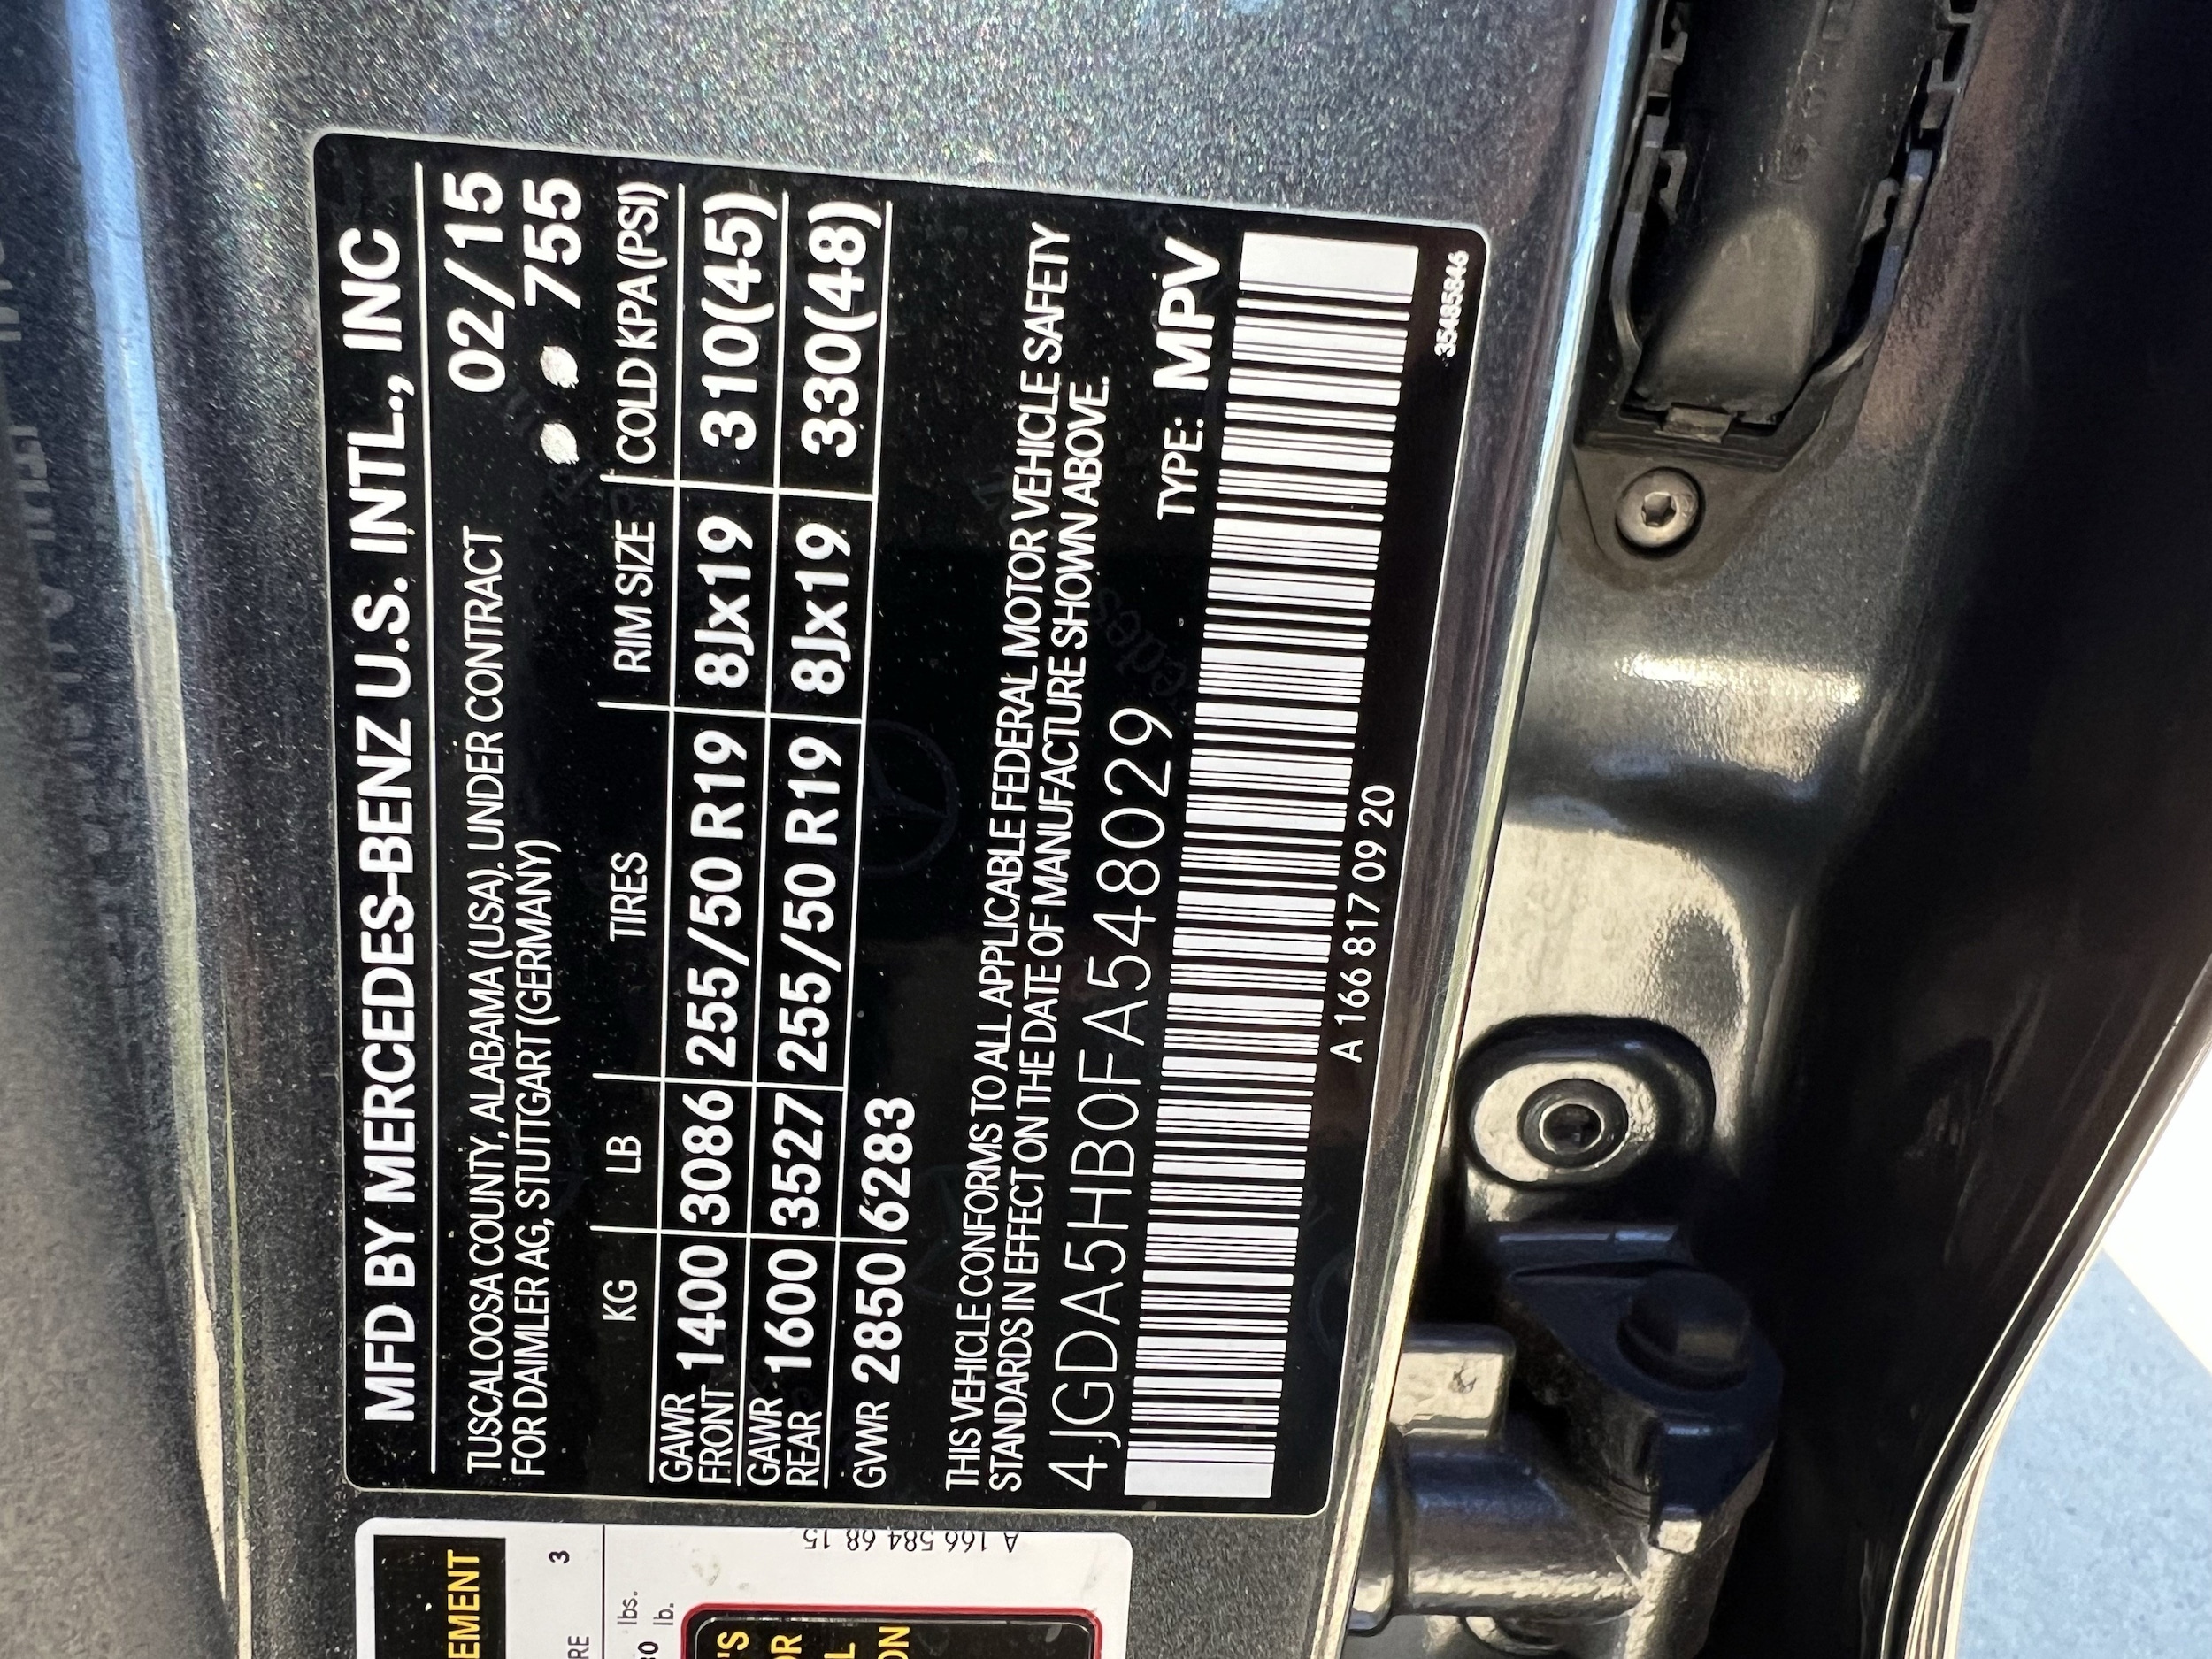 MFD BY MERCEDES-BENZ U.S. INTL., INC
TUSCALOOSA COUNTY, ALABAMA (USA). UNDER CONTRACT 02/15
FOR DAIMLER AG, STUTTGART (GERMANY) 755
KG LB TIRES RIM SIZE COLD KPA (PSI)
GAWR
FRONT 1400 3086 255/50 R19 8Jx19 310(45)
GAWR
REAR 1600 3527 255/50 R19 8Jx19 330(48)
GVWR 2850 6283
THIS VEHICLE CONFORMS TO ALL APPLICABLE FEDERAL MOTOR VEHICLE SAFETY
STANDARDS IN EFFECT ON THE DATE OF MANUFACTURE SHOWN ABOVE.
4JGDA5HB0FA548029 TYPE: MPV
A 166 817 09 20
35485846
3
lbs.
lb.
A 166 584 68 15